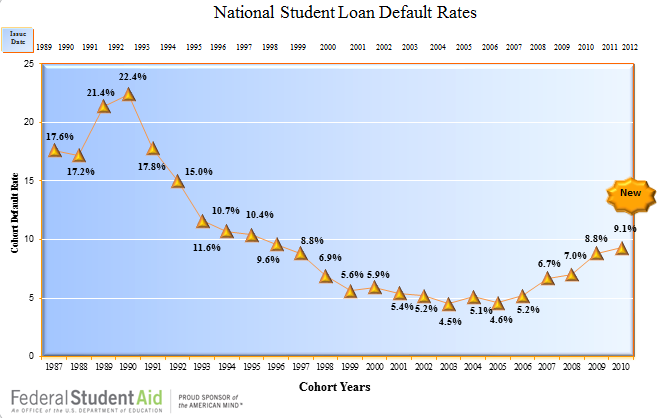 National Student Loan Default Rates
Issue
Date
1989 1990 1991 1992 1993 1994 1995 1996 1997 1998 1999 2000 2001 2002 2003 2004 2005 2006 2007 2008 2009 2010 2011 2012
25
20
15
10
5
0
Cohort Default Rate
17.6%
17.2%
21.4%
22.4%
17.8%
15.0%
11.6%
10.7%
10.4%
9.6%
8.8%
6.9%
5.6%
5.9%
5.4%
5.2%
4.5%
5.1%
4.6%
5.2%
6.7%
7.0%
8.8%
9.1%
New
1987 1988 1989 1990 1991 1992 1993 1994 1995 1996 1997 1998 1999 2000 2001 2002 2003 2004 2005 2006 2007 2008 2009 2010
Cohort Years
FederalStudentAid
An OFFICE of the U.S. DEPARTMENT of EDUCATION
PROUD SPONSOR of
the AMERICAN MIND®